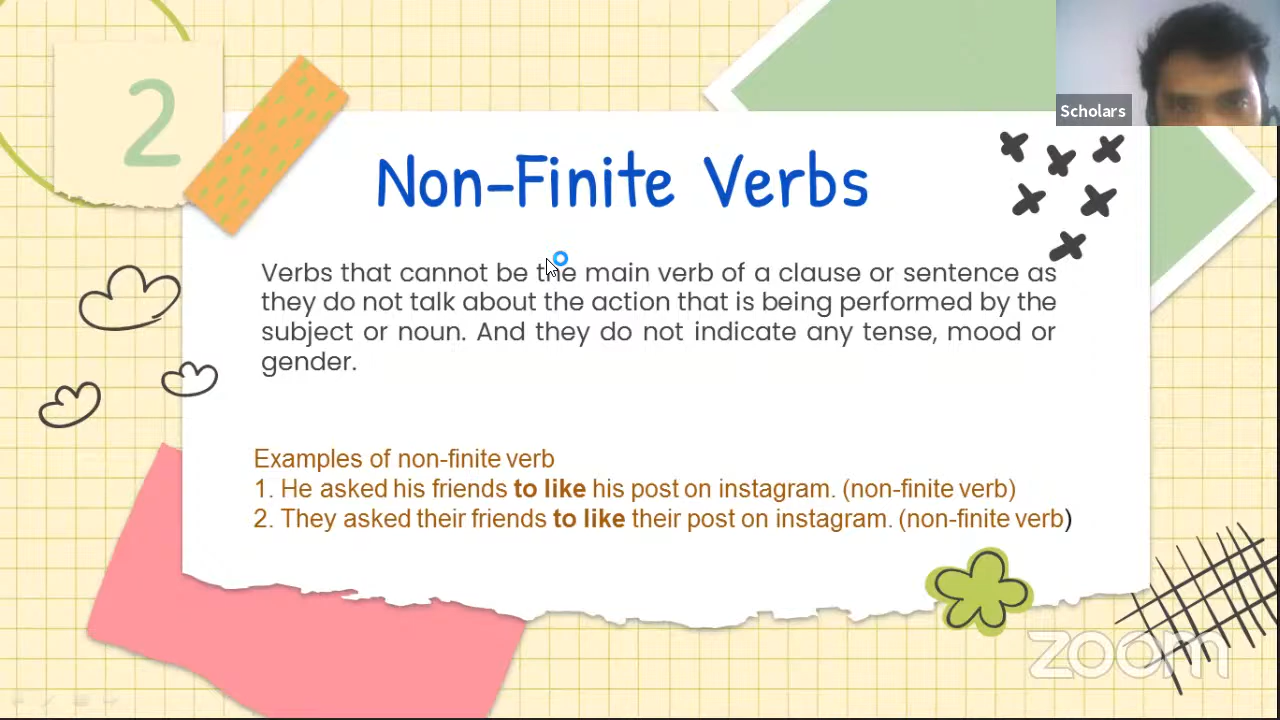 2
Scholars
Non-Finite Verbs
Verbs that cannot be the main verb of a clause or sentence as
they do not talk about the action that is being performed by the
subject or noun. And they do not indicate any tense, mood or
gender.
Examples of non-finite verb
1. He asked his friends to like his post on instagram. (non-finite verb)
2. They asked their friends to like their post on instagram. (non-finite verb)
zoom